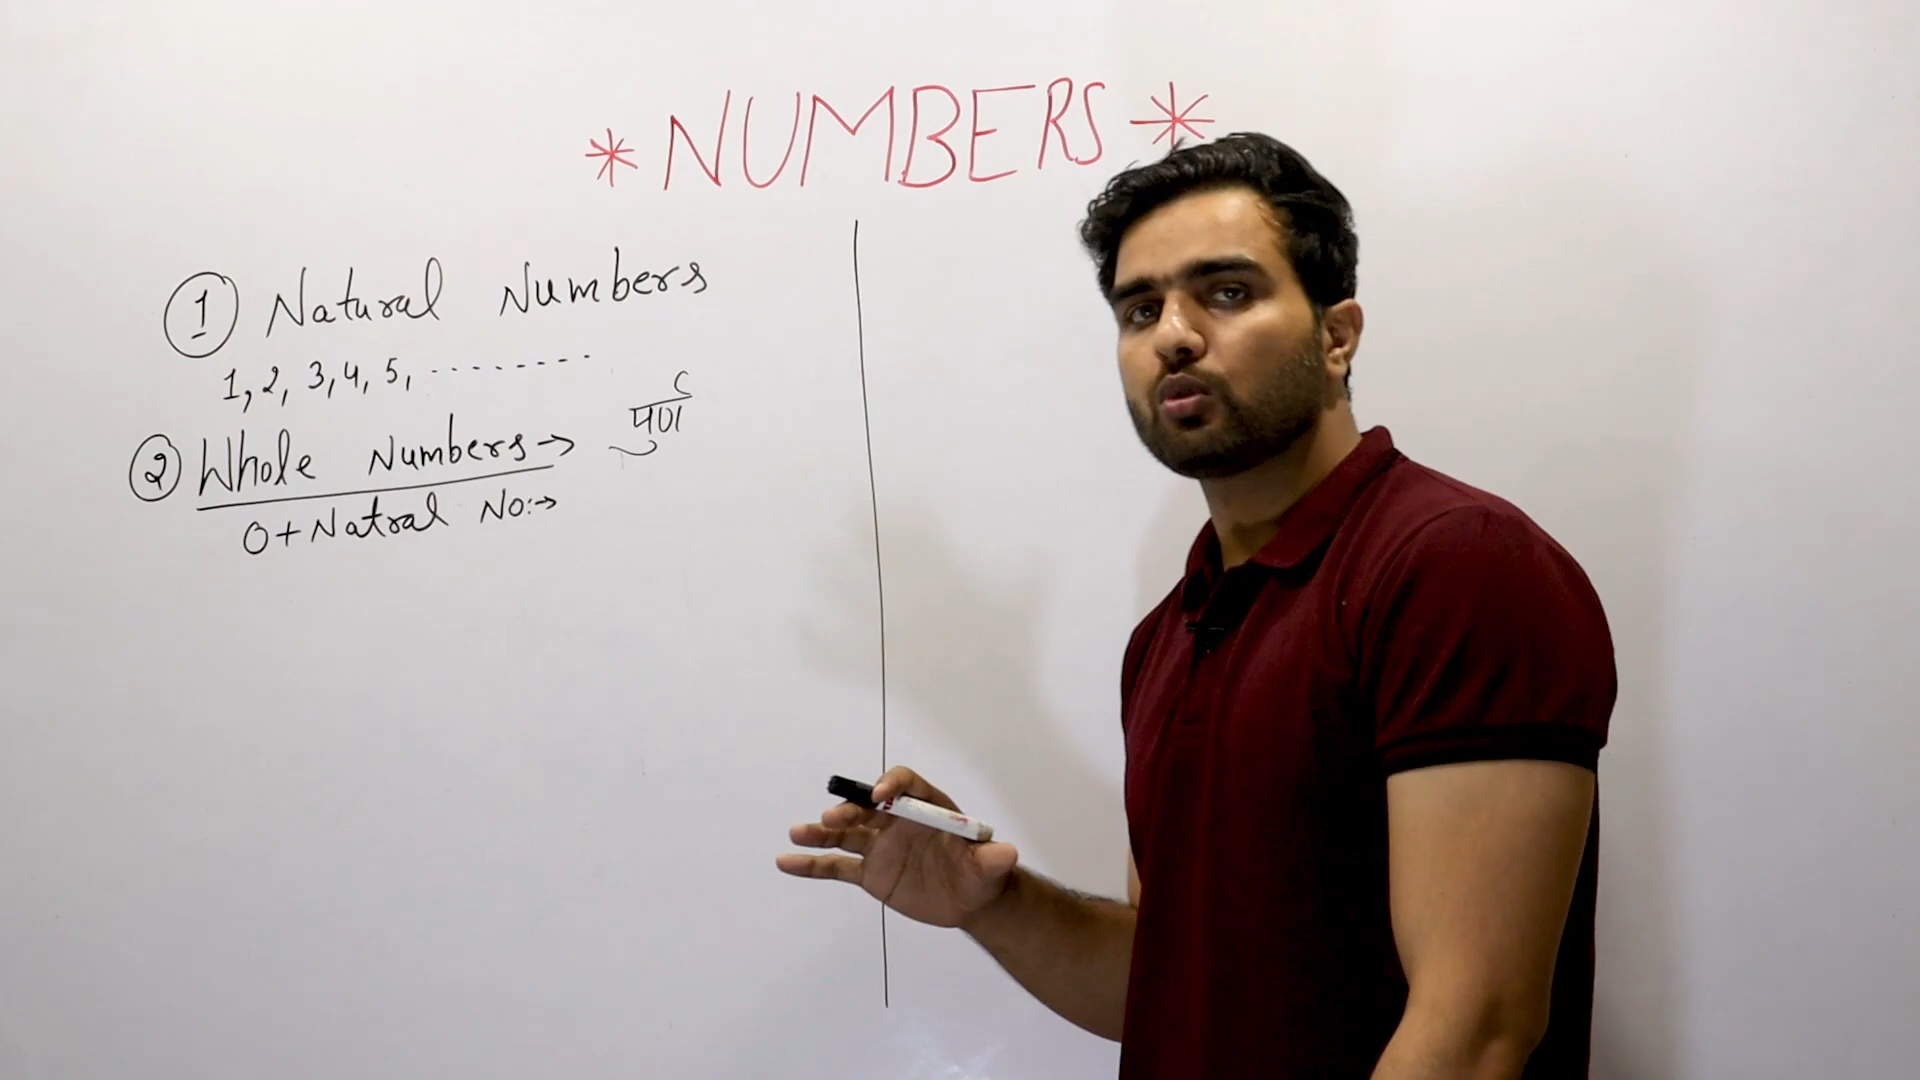 * NUMBERS *
① Natural Numbers
1, 2, 3, 4, 5, --------
② Whole Numbers → पूर्ण
0 + Natral No:→